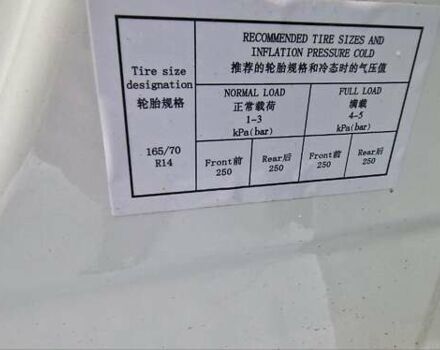 Tire size
designation
轮胎规格
RECOMMENDED TIRE SIZES AND
INFLATION PRESSURE COLD
推荐的轮胎规格和冷态时的气压值
NORMAL LOAD
正常载荷
1-3
kPa(bar)
FULL LOAD
满载
4-5
kPa(bar)
165/70
R14
Front前
250
Rear后
250
Front前
250
Rear后
250